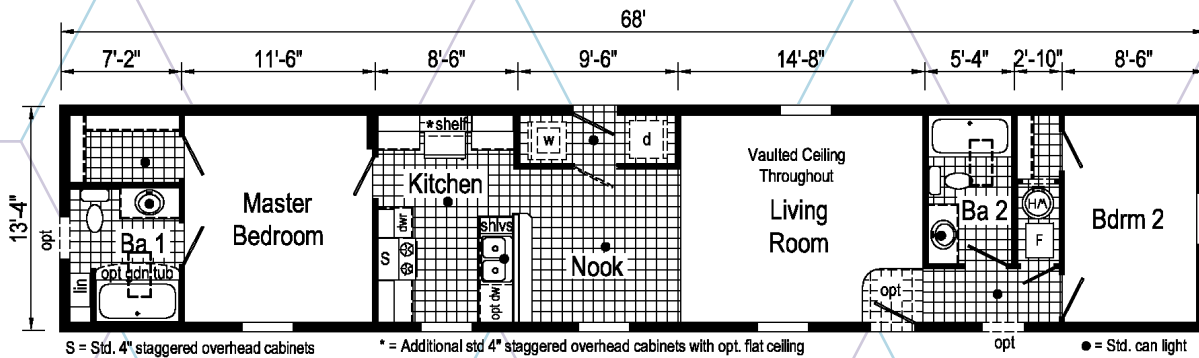 68'
7'-2" 11'-6" 8'-6" 9'-6" 14'-8" 5'-4" 2'-10" 8'-6"
13'-4"
*shelf
w
d
Vaulted Ceiling
Throughout
Kitchen
Master
Bedroom
Living
Room
Ba 1
Ba 2
H/W
F
Bdrm 2
dwr
shlvs
S
Nook
opt
opt gdn tub
lin
opt dw
opt
opt
S = Std. 4" staggered overhead cabinets
* = Additional std 4" staggered overhead cabinets with opt. flat ceiling
● = Std. can light